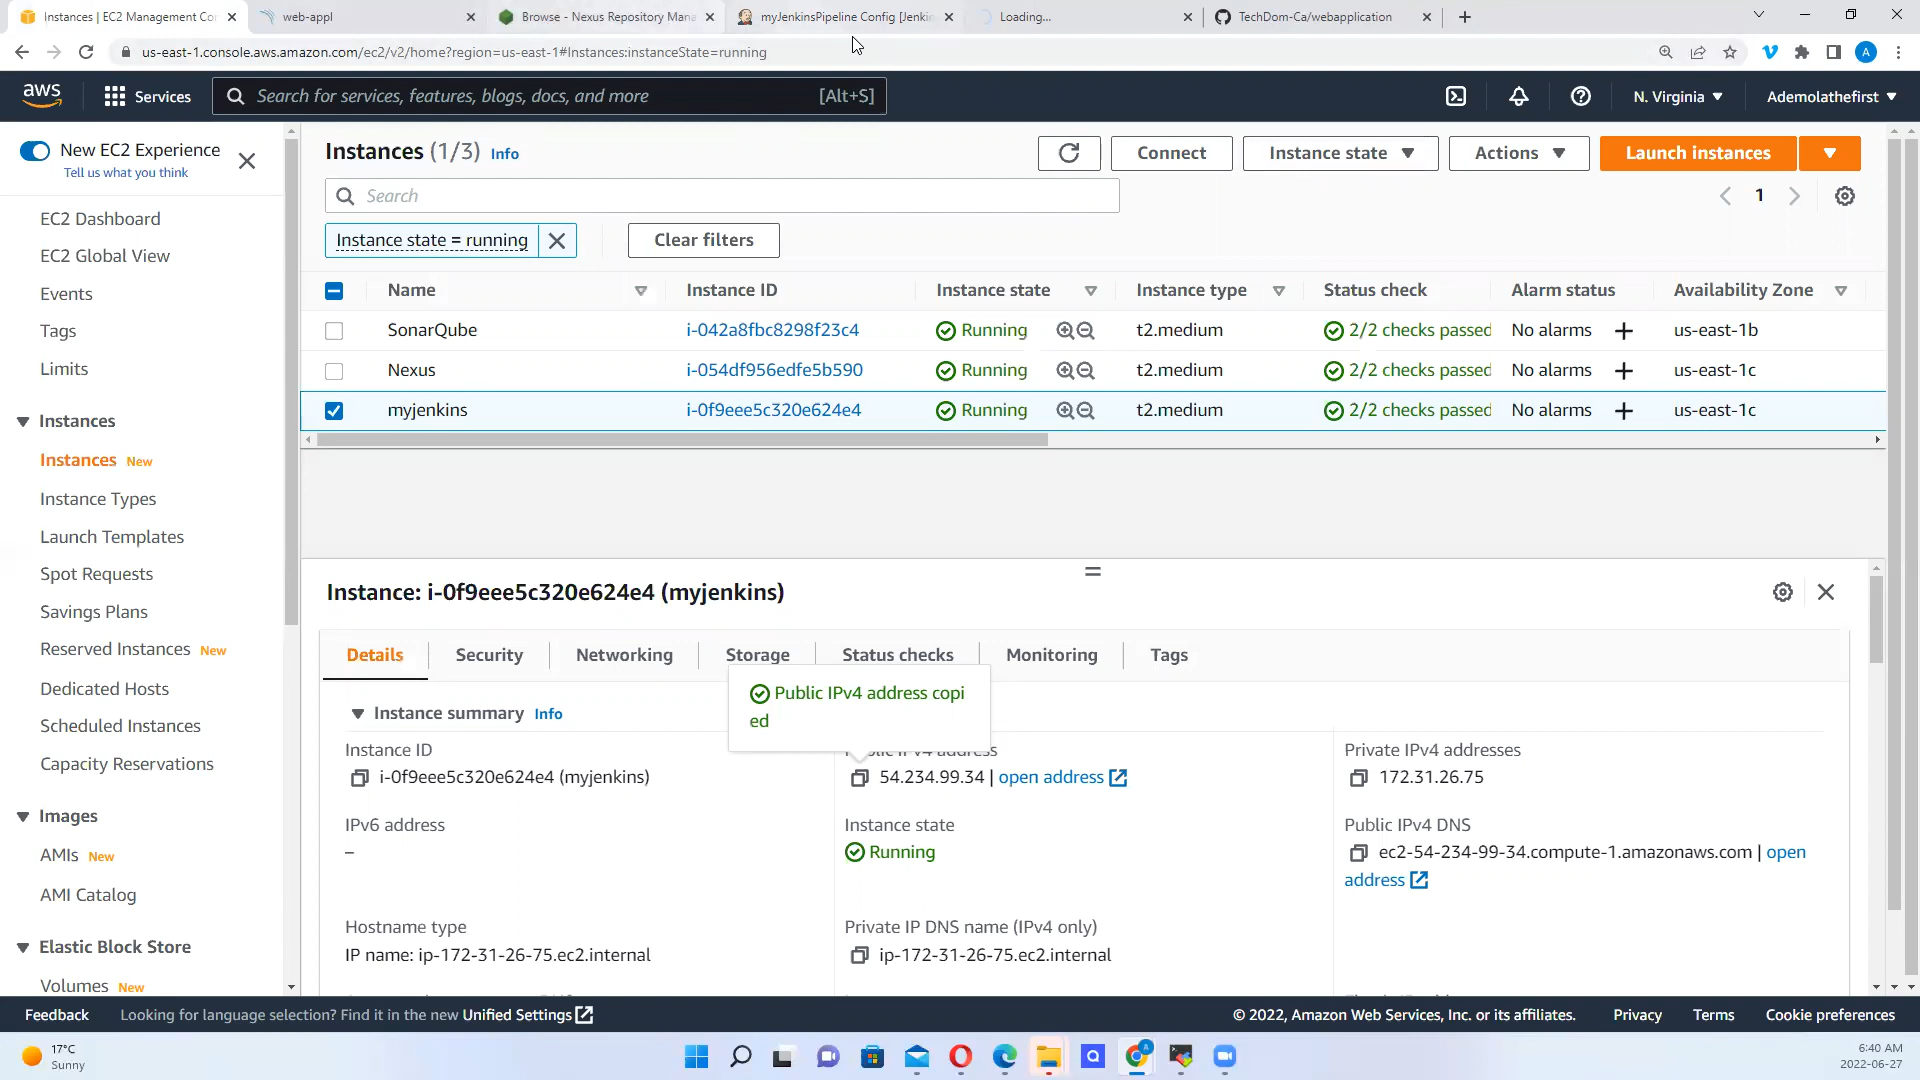 Instances | EC2 Management Con
web-appl
Browse - Nexus Repository Mana
myJenkinsPipeline Config [Jenkin
Loading...
TechDom-Ca/webapplication
us-east-1.console.aws.amazon.com/ec2/v2/home?region=us-east-1#Instances:instanceState=running
A
aws
Services
Search for services, features, blogs, docs, and more
[Alt+S]
N. Virginia
Ademolathefirst
New EC2 Experience
Tell us what you think
EC2 Dashboard
EC2 Global View
Events
Tags
Limits
Instances
Instances New
Instance Types
Launch Templates
Spot Requests
Savings Plans
Reserved Instances New
Dedicated Hosts
Scheduled Instances
Capacity Reservations
Images
AMIs New
AMI Catalog
Elastic Block Store
Volumes New
Instances (1/3) Info
Connect
Instance state
Actions
Launch instances
Search
1
Instance state = running
Clear filters
Name Instance ID Instance state Instance type Status check Alarm status Availability Zone
SonarQube i-042a8fbc8298f23c4 Running t2.medium 2/2 checks passed No alarms + us-east-1b
Nexus i-054df956edfe5b590 Running t2.medium 2/2 checks passed No alarms + us-east-1c
myjenkins i-0f9eee5c320e624e4 Running t2.medium 2/2 checks passed No alarms + us-east-1c
Instance: i-0f9eee5c320e624e4 (myjenkins)
Details Security Networking Storage Status checks Monitoring Tags
Public IPv4 address copi
ed
Instance summary Info
Instance ID
i-0f9eee5c320e624e4 (myjenkins)
Public IPv4 address
54.234.99.34 | open address
Private IPv4 addresses
172.31.26.75
IPv6 address
–
Instance state
Running
Public IPv4 DNS
ec2-54-234-99-34.compute-1.amazonaws.com | open
address
Hostname type
IP name: ip-172-31-26-75.ec2.internal
Private IP DNS name (IPv4 only)
ip-172-31-26-75.ec2.internal
Feedback
Looking for language selection? Find it in the new Unified Settings
© 2022, Amazon Web Services, Inc. or its affiliates.
Privacy
Terms
Cookie preferences
17°C
Sunny
6:40 AM
2022-06-27